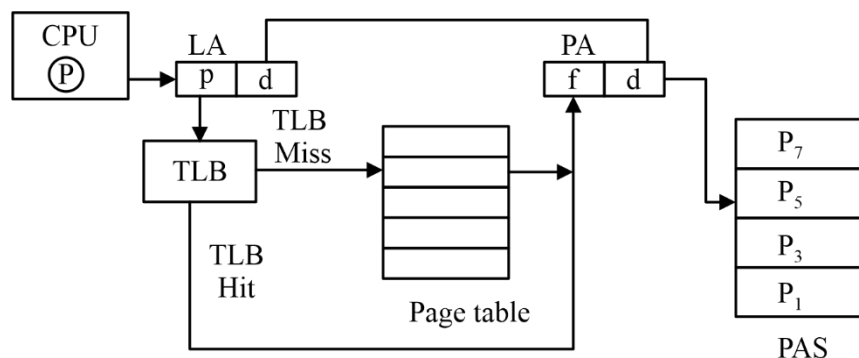 CPU
P
LA
p d
TLB
TLB
Miss
TLB
Hit
Page table
PA
f d
P₇
P₅
P₃
P₁
PAS